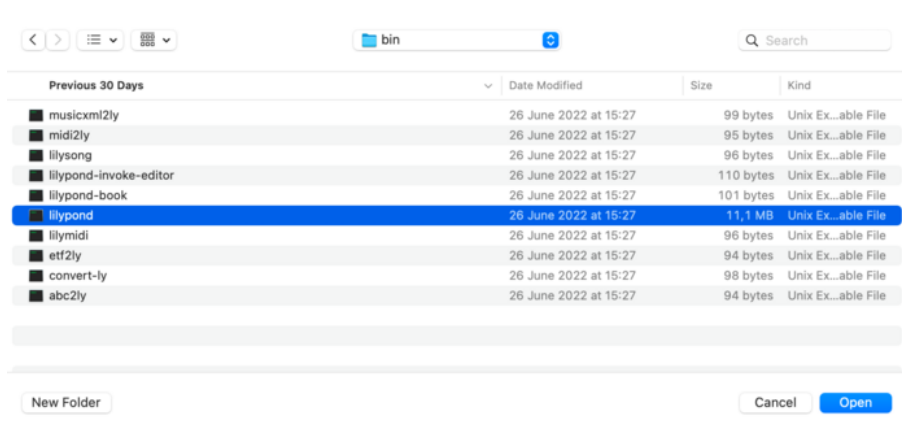 bin Search
Previous 30 Days Date Modified Size Kind
musicxml2ly 26 June 2022 at 15:27 99 bytes Unix Ex...able File
midi2ly 26 June 2022 at 15:27 95 bytes Unix Ex...able File
lilysong 26 June 2022 at 15:27 96 bytes Unix Ex...able File
lilypond-invoke-editor 26 June 2022 at 15:27 110 bytes Unix Ex...able File
lilypond-book 26 June 2022 at 15:27 101 bytes Unix Ex...able File
lilypond 26 June 2022 at 15:27 11,1 MB Unix Ex...able File
lilymidi 26 June 2022 at 15:27 96 bytes Unix Ex...able File
etf2ly 26 June 2022 at 15:27 94 bytes Unix Ex...able File
convert-ly 26 June 2022 at 15:27 98 bytes Unix Ex...able File
abc2ly 26 June 2022 at 15:27 94 bytes Unix Ex...able File
New Folder Cancel Open